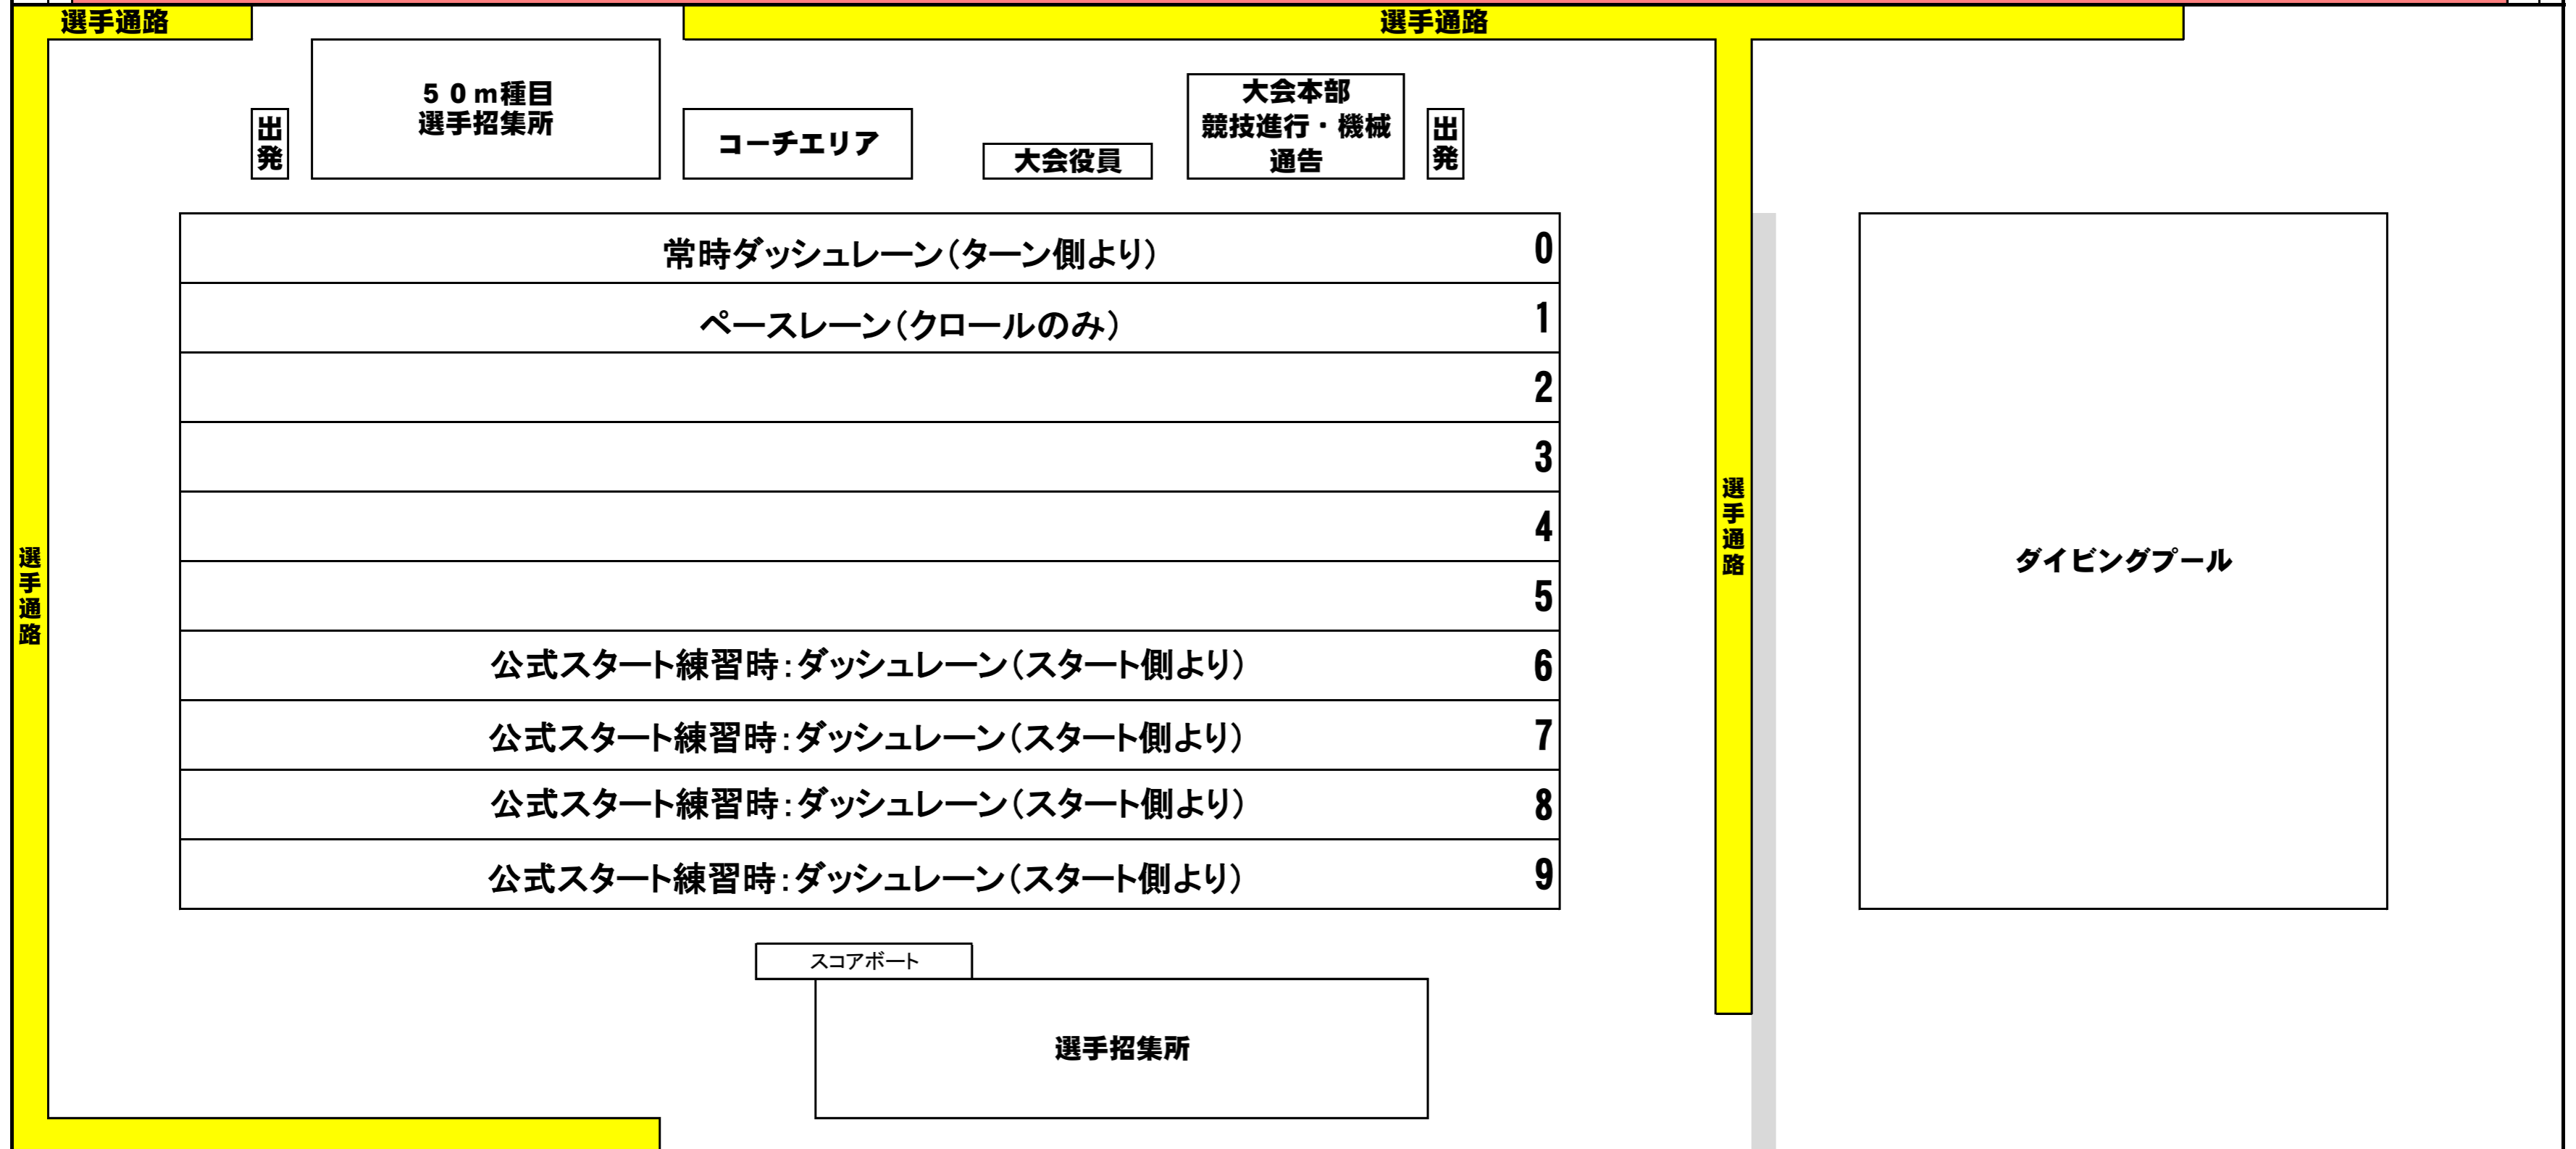 選手通路
選手通路
５０ｍ種目
選手招集所
出発
コーチエリア
大会役員
大会本部
競技進行・機械
通告
出発
常時ダッシュレーン（ターン側より）
0
ペースレーン（クロールのみ）
1
2
3
4
5
公式スタート練習時：ダッシュレーン（スタート側より）
6
公式スタート練習時：ダッシュレーン（スタート側より）
7
公式スタート練習時：ダッシュレーン（スタート側より）
8
公式スタート練習時：ダッシュレーン（スタート側より）
9
選手通路
選手通路
ダイビングプール
スコアボート
選手招集所